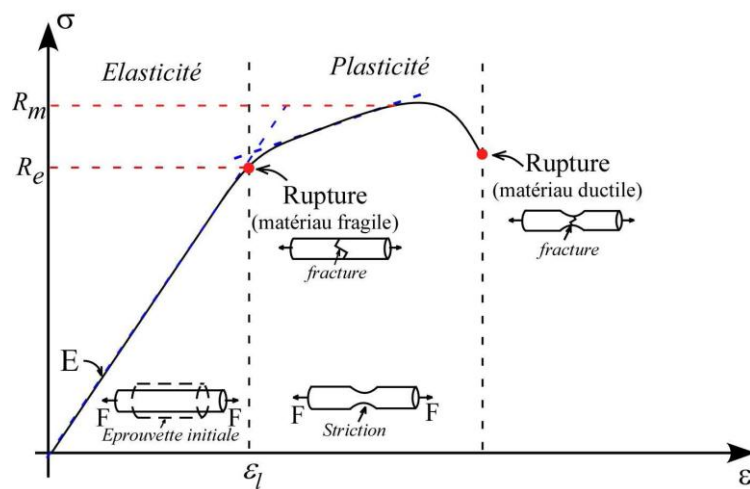 σ
Elasticité
Plasticité
R_m
R_e
Rupture
(matériau fragile)
fracture
Rupture
(matériau ductile)
fracture
E
F
F
Eprouvette initiale
F
F
Striction
ε_l
ε